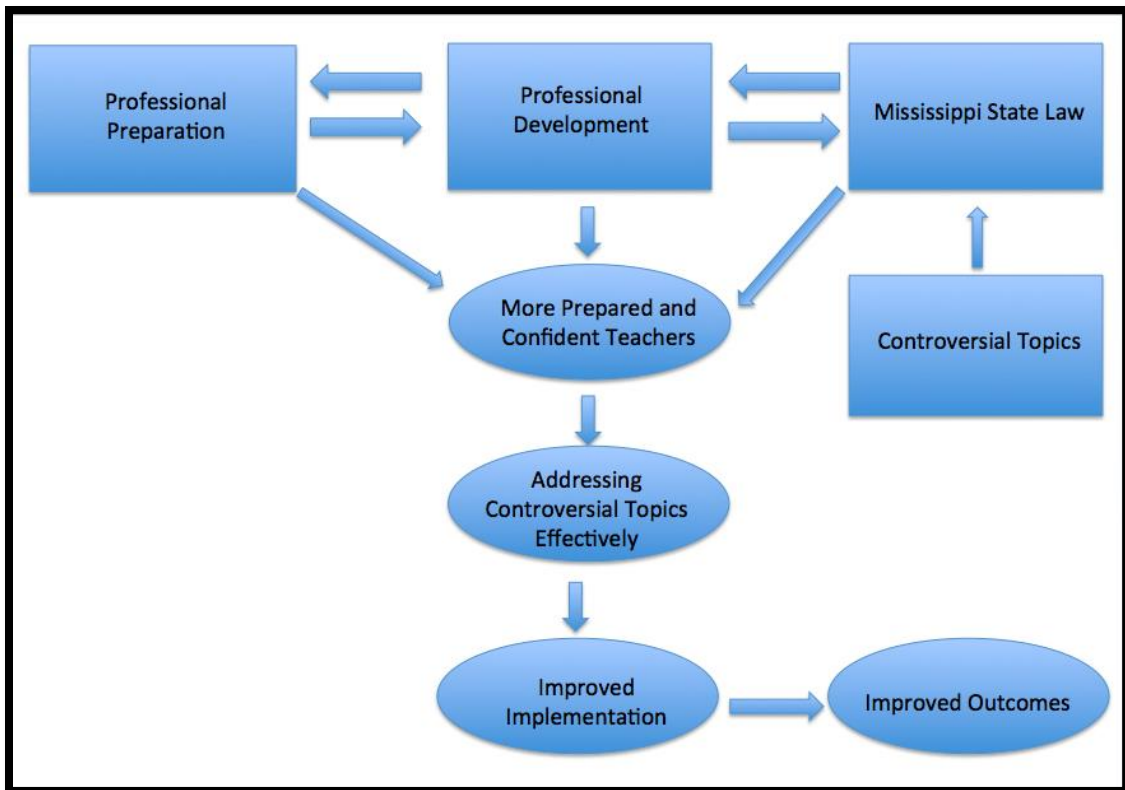 Professional
Preparation
Professional
Development
Mississippi State Law
More Prepared and
Confident Teachers
Controversial Topics
Addressing
Controversial Topics
Effectively
Improved
Implementation
Improved Outcomes